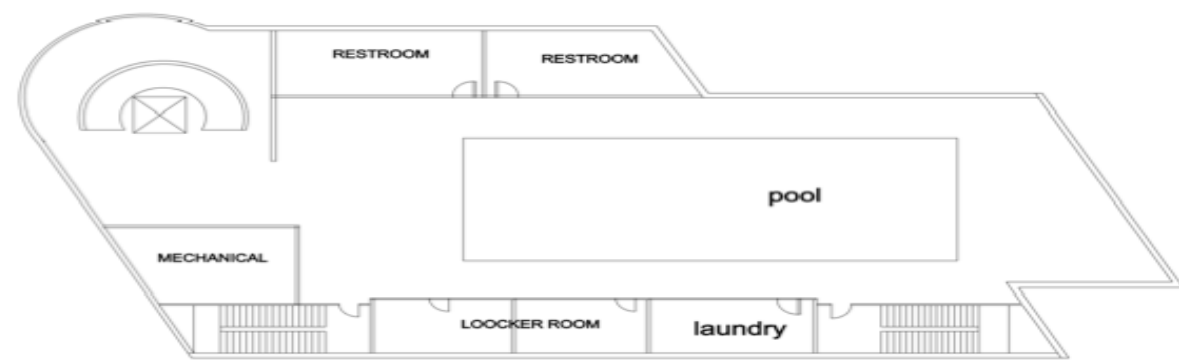 RESTROOM
RESTROOM
pool
MECHANICAL
LOOCKER ROOM
laundry